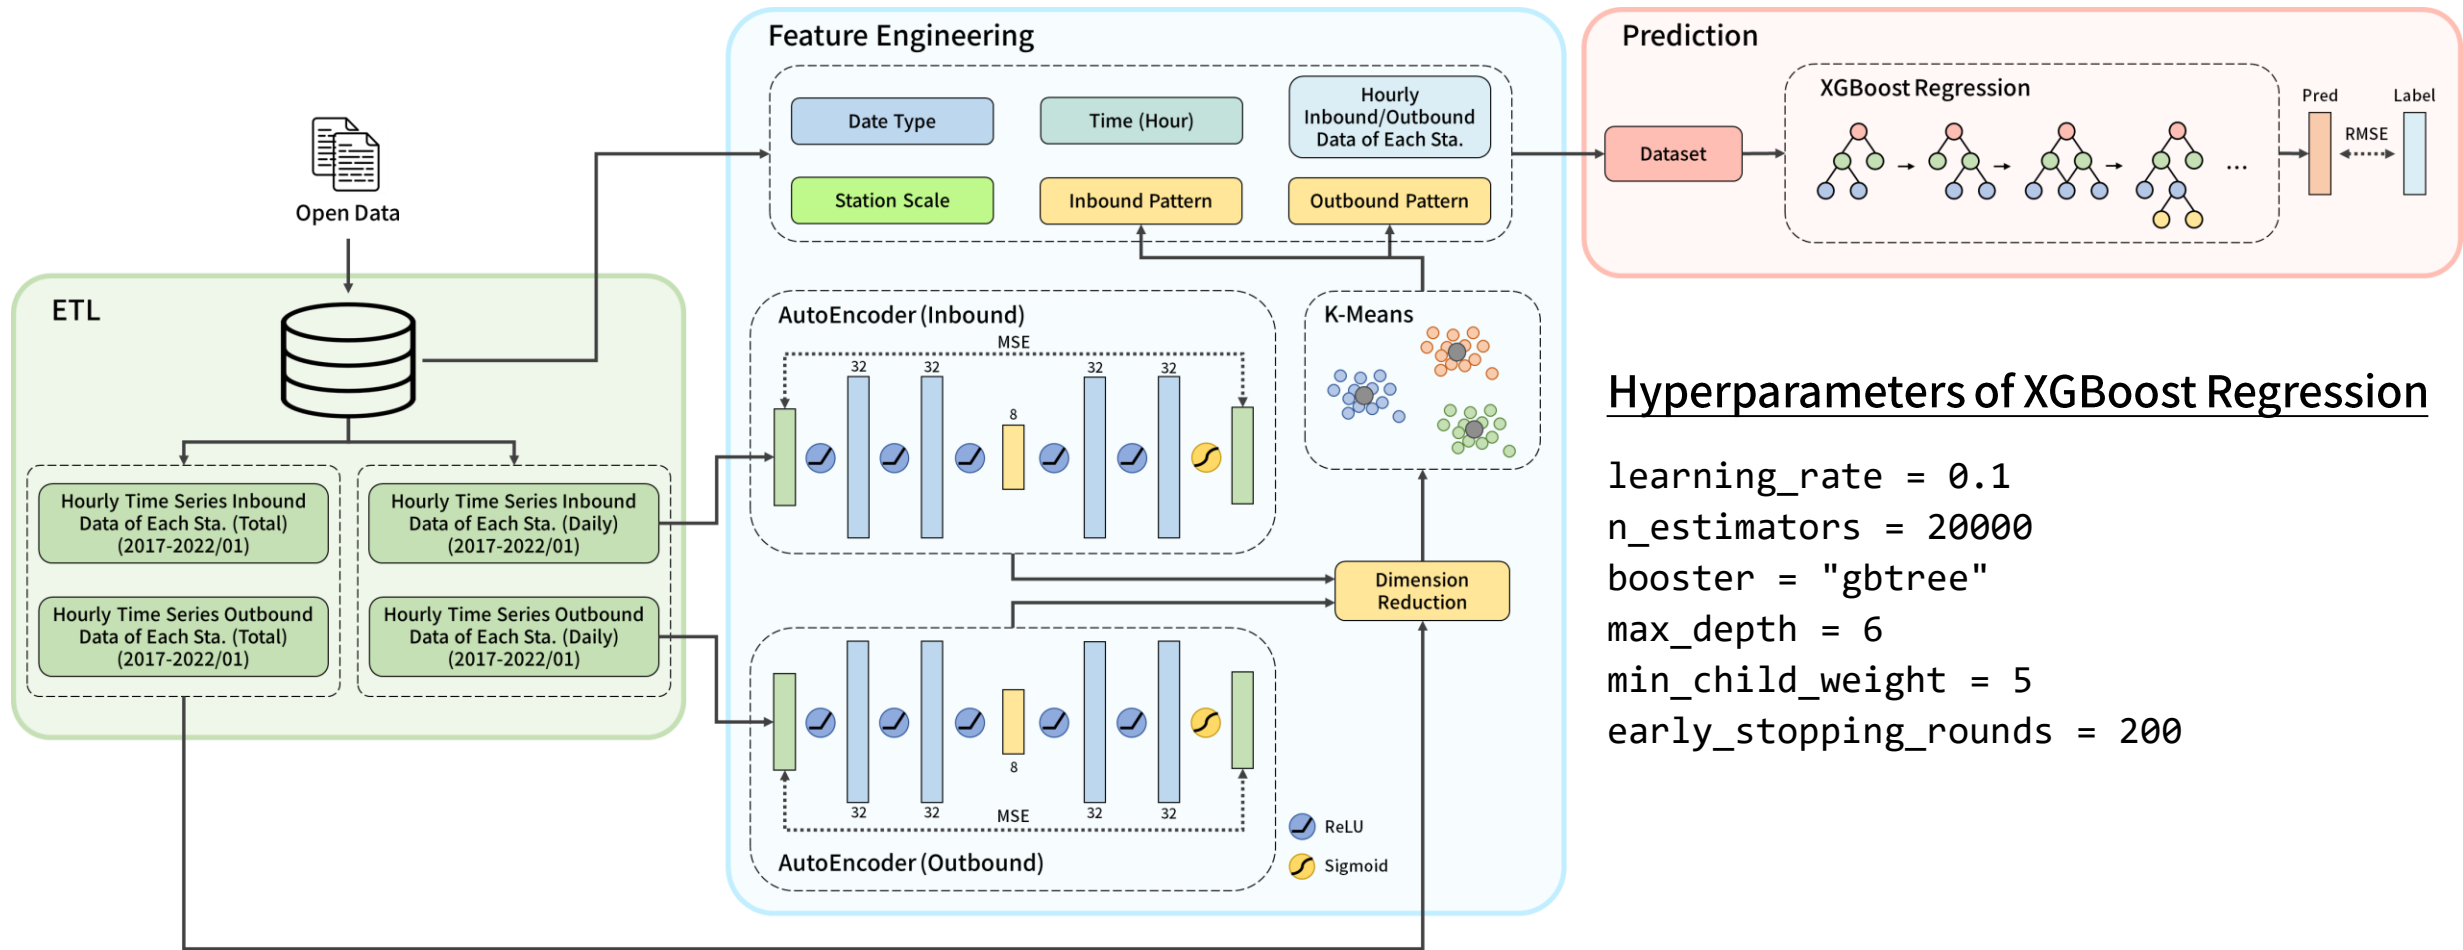 Open Data
ETL
Hourly Time Series Inbound
Data of Each Sta. (Total)
(2017-2022/01)
Hourly Time Series Outbound
Data of Each Sta. (Total)
(2017-2022/01)
Hourly Time Series Inbound
Data of Each Sta. (Daily)
(2017-2022/01)
Hourly Time Series Outbound
Data of Each Sta. (Daily)
(2017-2022/01)
Feature Engineering
Date Type
Time (Hour)
Hourly
Inbound/Outbound
Data of Each Sta.
Station Scale
Inbound Pattern
Outbound Pattern
AutoEncoder (Inbound)
MSE
32
32
8
32
32
K-Means
Dimension
Reduction
8
32
32
MSE
32
32
AutoEncoder (Outbound)
ReLU
Sigmoid
Prediction
Dataset
XGBoost Regression
...
Pred
RMSE
Label
Hyperparameters of XGBoost Regression
learning_rate = 0.1
n_estimators = 20000
booster = "gbtree"
max_depth = 6
min_child_weight = 5
early_stopping_rounds = 200